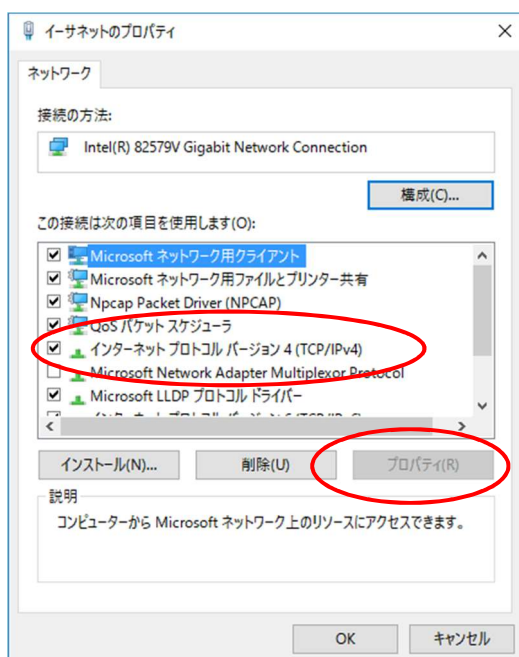 イーサネットのプロパティ
ネットワーク
接続の方法:
Intel(R) 82579V Gigabit Network Connection
構成(C)...
この接続は次の項目を使用します(O):
Microsoft ネットワーク用クライアント
Microsoft ネットワーク用ファイルとプリンター共有
Npcap Packet Driver (NPCAP)
QoS パケット スケジューラ
インターネット プロトコル バージョン 4 (TCP/IPv4)
Microsoft Network Adapter Multiplexor Protocol
Microsoft LLDP プロトコル ドライバー
インストール(N)...
削除(U)
プロパティ(R)
説明
コンピューターから Microsoft ネットワーク上のリソースにアクセスできます。
OK
キャンセル